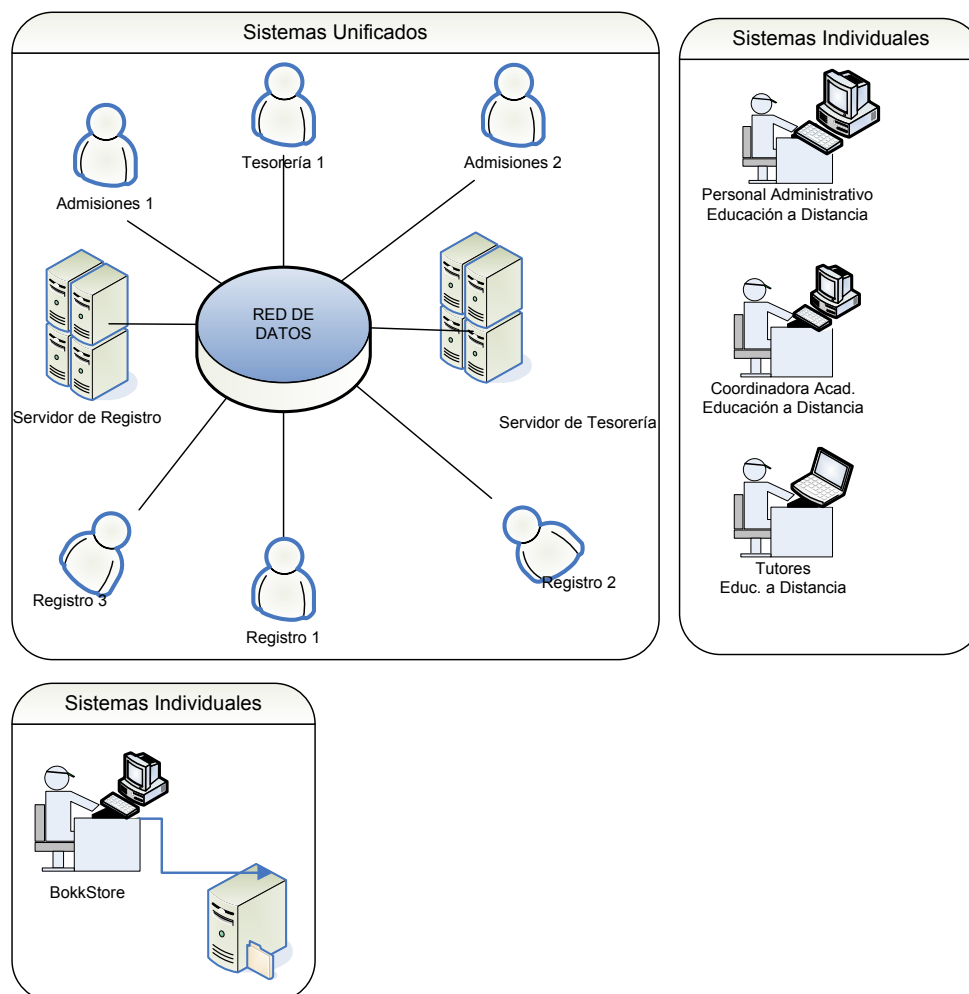 Sistemas Unificados
Tesorería 1
Admisiones 2
Admisiones 1
RED DE
DATOS
Servidor de Registro
Servidor de Tesorería
Registro 3
Registro 2
Registro 1
Sistemas Individuales
Personal Administrativo
Educación a Distancia
Coordinadora Acad.
Educación a Distancia
Tutores
Educ. a Distancia
Sistemas Individuales
BokkStore